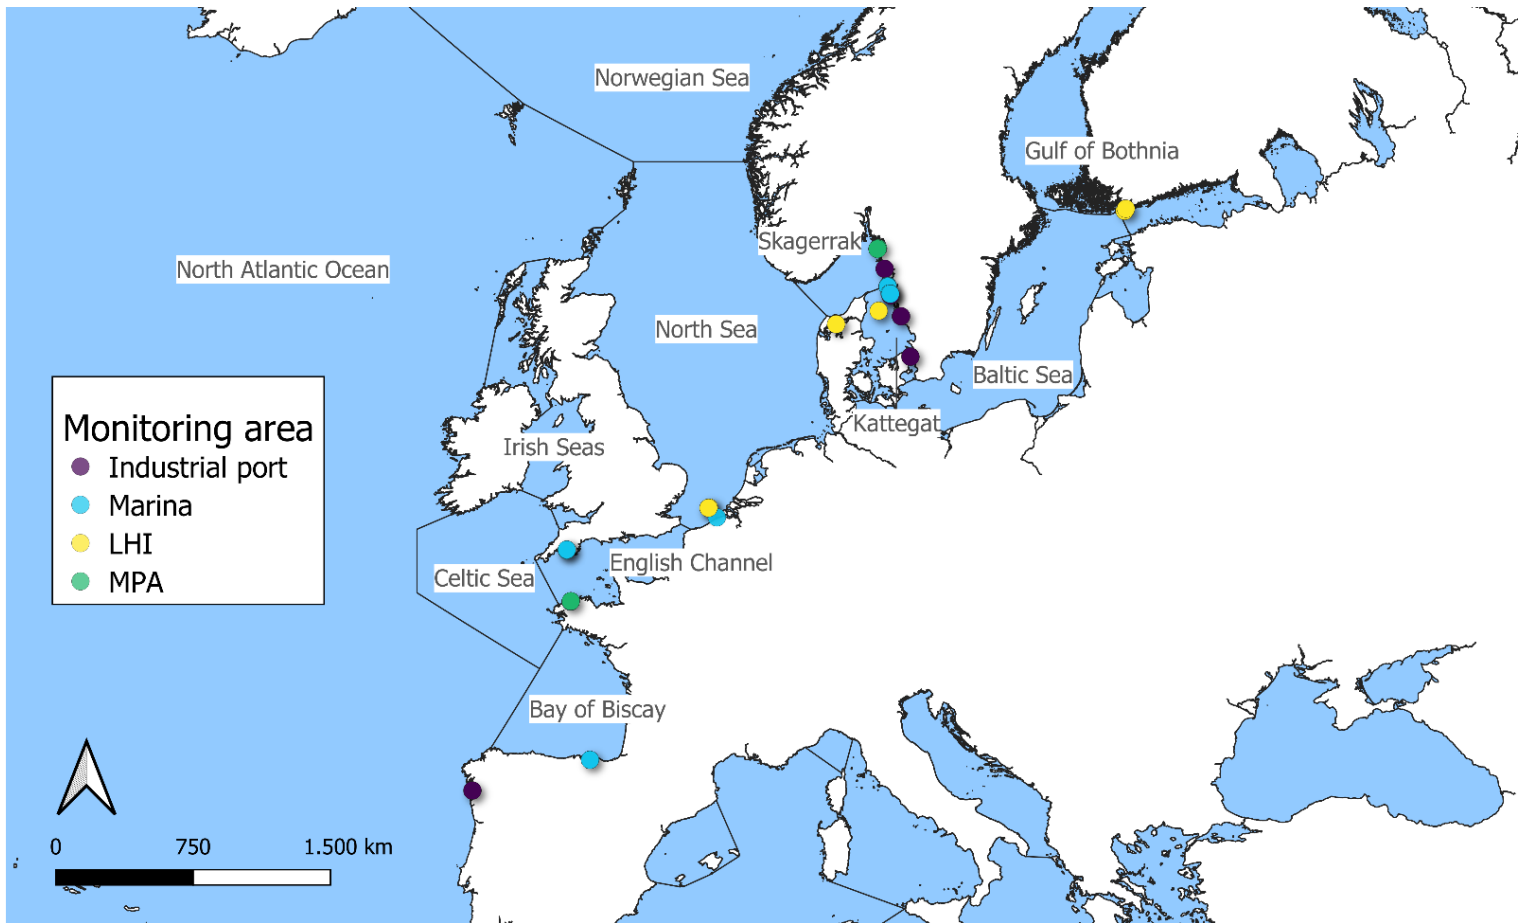 Norwegian Sea
Gulf of Bothnia
Skagerrak
North Atlantic Ocean
North Sea
Baltic Sea
Kattegat
Monitoring area
Industrial port
Marina
LHI
MPA
Irish Seas
English Channel
Celtic Sea
Bay of Biscay
0 750 1.500 km